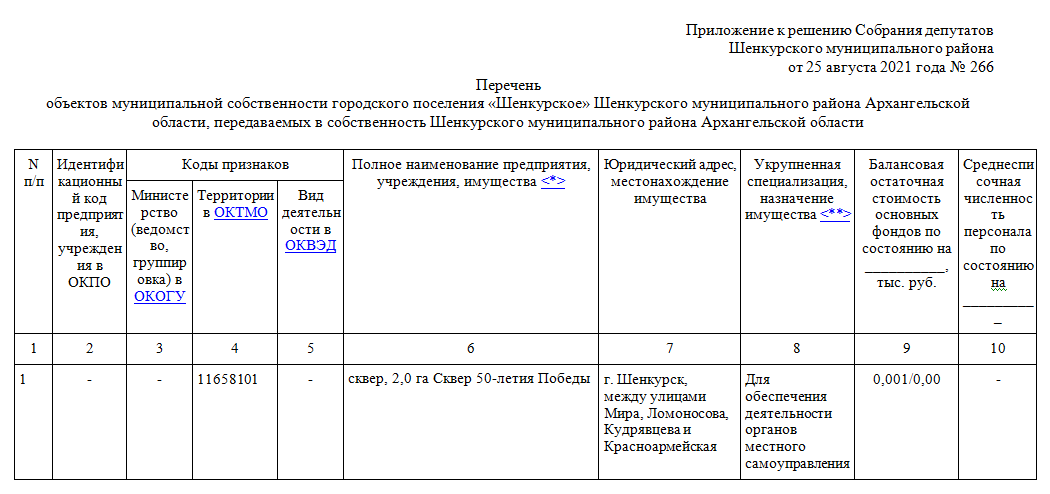 Приложение к решению Собрания депутатов
Шенкурского муниципального района
от 25 августа 2021 года № 266
Перечень
объектов муниципальной собственности городского поселения «Шенкурское» Шенкурского муниципального района Архангельской
области, передаваемых в собственность Шенкурского муниципального района Архангельской области
N
п/п
Идентифи
кационны
й код
предприят
ия,
учрежден
ия в
ОКПО
Коды признаков
Министе
рство
(ведомст
во,
группир
овка) в
ОКОГУ
Территории
в ОКТМО
Вид
деятель
ности в
ОКВЭД
Полное наименование предприятия,
учреждения, имущества <*>
Юридический адрес,
местонахождение
имущества
Укрупненная
специализация,
назначение
имущества <**>
Балансовая
остаточная
стоимость
основных
фондов по
состоянию на
__________,
тыс. руб.
Среднеспи
сочная
численнос
ть
персонала
по
состоянию
на
_________
_
1 2 3 4 5 6 7 8 9 10
1
-
-
11658101
-
сквер, 2,0 га Сквер 50-летия Победы
г. Шенкурск,
между улицами
Мира, Ломоносова,
Кудрявцева и
Красноармейская
Для
обеспечения
деятельности
органов
местного
самоуправления
0,001/0,00
-